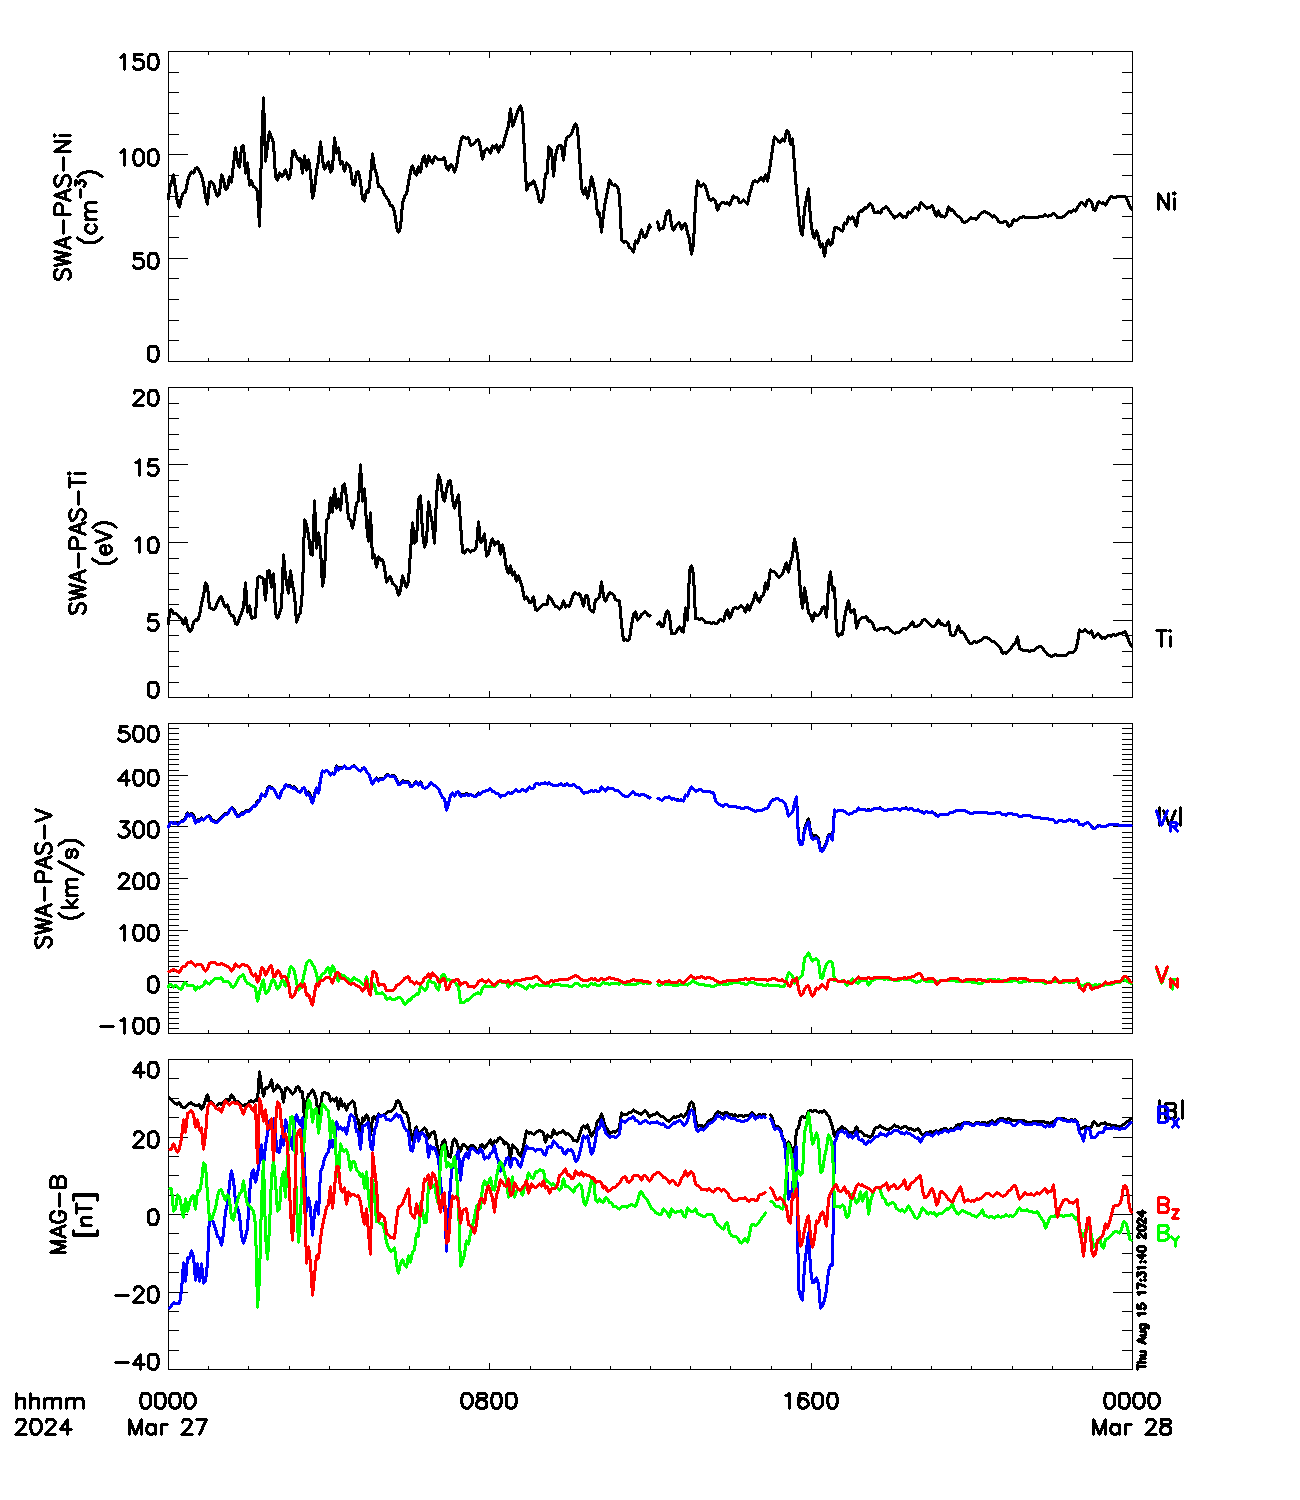 150
100
50
0
SWA-PAS-Ni
(cm⁻³)
Ni
20
15
10
5
0
SWA-PAS-Ti
(eV)
Ti
500
400
300
200
100
0
-100
SWA-PAS-V
(km/s)
|V|
V_R
V_N
40
20
0
-20
-40
MAG-B
[nT]
|B|
B_X
B_Z
B_Y
Thu Aug 15 17:31:40 2024
hhmm 0000 0800 1600 0000
2024 Mar 27 Mar 28